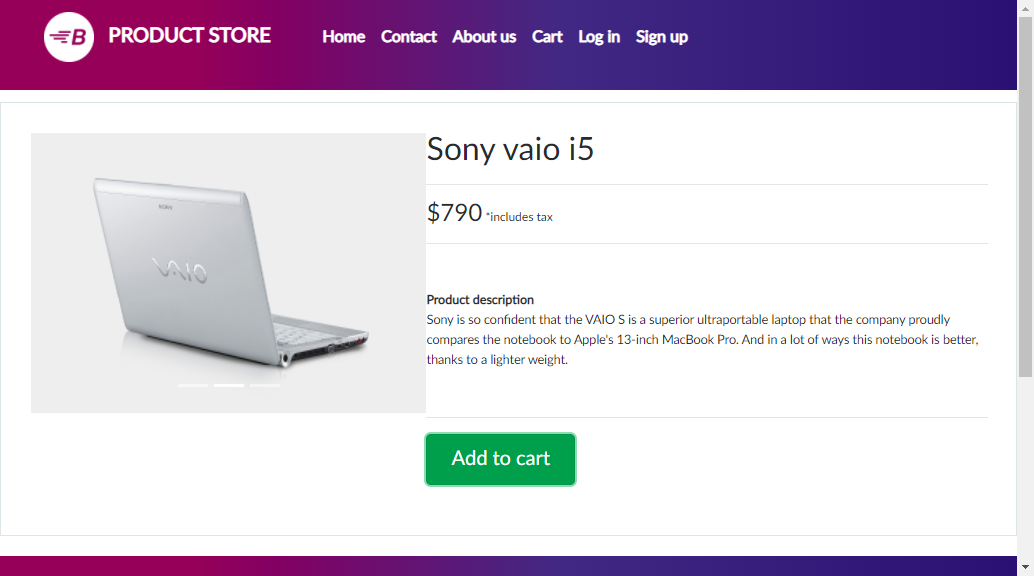 B PRODUCT STORE Home Contact About us Cart Log in Sign up
Sony vaio i5
$790 *includes tax
SONY
VAIO
Product description
Sony is so confident that the VAIO S is a superior ultraportable laptop that the company proudly
compares the notebook to Apple's 13-inch MacBook Pro. And in a lot of ways this notebook is better,
thanks to a lighter weight.
Add to cart